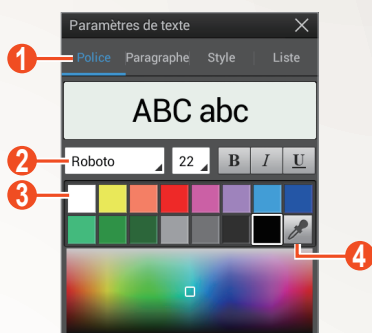 Paramètres de texte
1 Police Paragraphe Style Liste
ABC abc
2 Roboto 22 B I U
3
4